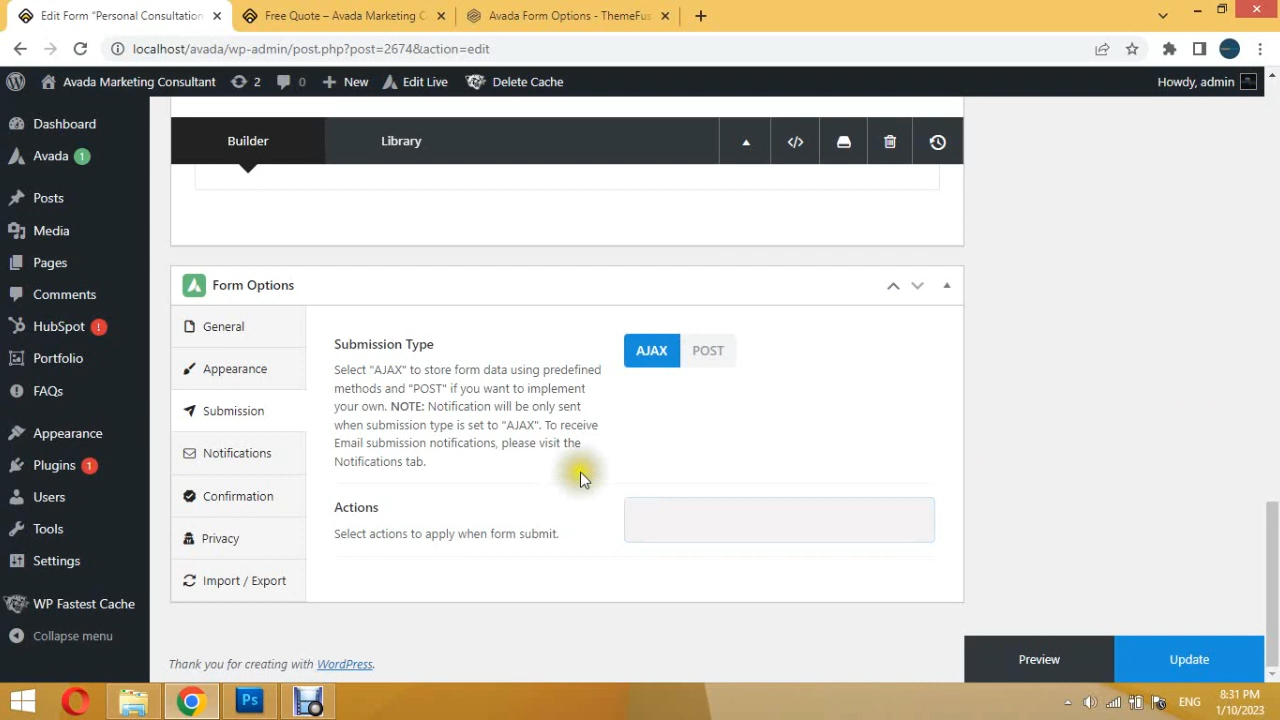 Edit Form "Personal Consultation
Free Quote – Avada Marketing C
Avada Form Options - ThemeFus
localhost/avada/wp-admin/post.php?post=2674&action=edit
Avada Marketing Consultant
2
0
New
Edit Live
Delete Cache
Howdy, admin
Dashboard
Avada 1
Posts
Media
Pages
Comments
HubSpot !
Portfolio
FAQs
Appearance
Plugins 1
Users
Tools
Settings
WP Fastest Cache
Collapse menu
Builder
Library
Form Options
General
Appearance
Submission
Notifications
Confirmation
Privacy
Import / Export
Submission Type
Select "AJAX" to store form data using predefined
methods and "POST" if you want to implement
your own. NOTE: Notification will be only sent
when submission type is set to "AJAX". To receive
Email submission notifications, please visit the
Notifications tab.
AJAX
POST
Actions
Select actions to apply when form submit.
Thank you for creating with WordPress.
Preview
Update
Ps
ENG
8:31 PM
1/10/2023